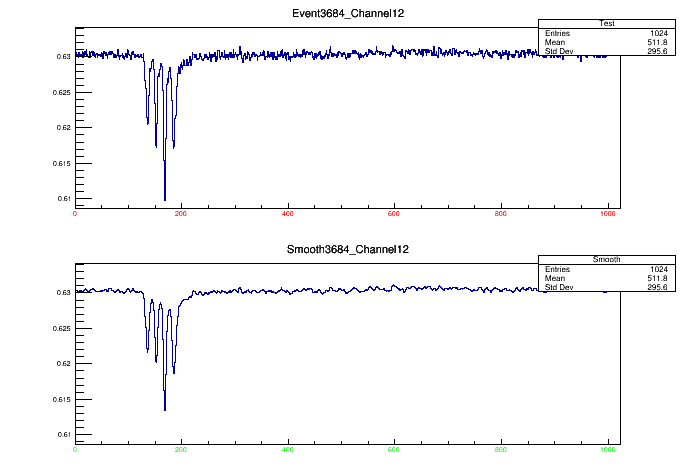 Event3684_Channel12
Test
Entries 1024
Mean 511.8
Std Dev 295.6
0.63
0.625
0.62
0.615
0.61
0 200 400 600 800 1000
Smooth3684_Channel12
Smooth
Entries 1024
Mean 511.8
Std Dev 295.6
0.63
0.625
0.62
0.615
0.61
0 200 400 600 800 1000